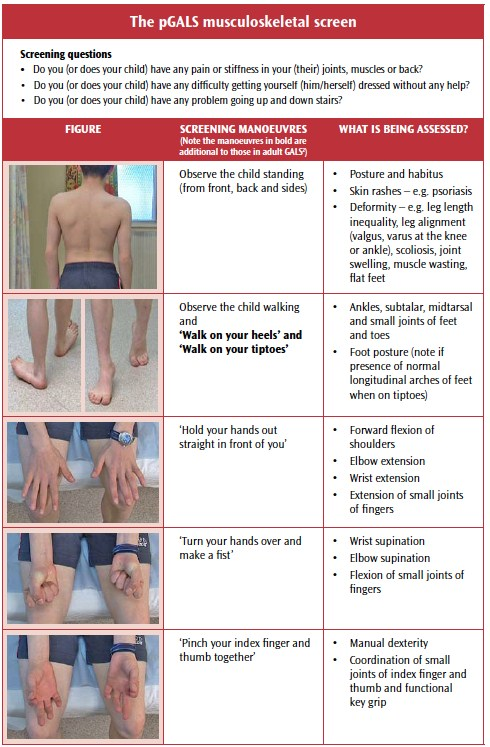 The pGALS musculoskeletal screen
Screening questions
• Do you (or does your child) have any pain or stiffness in your (their) joints, muscles or back?
• Do you (or does your child) have any difficulty getting yourself (him/herself) dressed without any help?
• Do you (or does your child) have any problem going up and down stairs?
FIGURE
SCREENING MANOEUVRES
(Note the manoeuvres in bold are
additional to those in adult GALS²)
WHAT IS BEING ASSESSED?
Observe the child standing
(from front, back and sides)
• Posture and habitus
• Skin rashes – e.g. psoriasis
• Deformity – e.g. leg length
inequality, leg alignment
(valgus, varus at the knee
or ankle), scoliosis, joint
swelling, muscle wasting,
flat feet
Observe the child walking
and
‘Walk on your heels’ and
‘Walk on your tiptoes’
• Ankles, subtalar, midtarsal
and small joints of feet
and toes
• Foot posture (note if
presence of normal
longitudinal arches of feet
when on tiptoes)
‘Hold your hands out
straight in front of you’
• Forward flexion of
shoulders
• Elbow extension
• Wrist extension
• Extension of small joints
of fingers
‘Turn your hands over and
make a fist’
• Wrist supination
• Elbow supination
• Flexion of small joints of
fingers
‘Pinch your index finger and
thumb together’
• Manual dexterity
• Coordination of small
joints of index finger and
thumb and functional
key grip